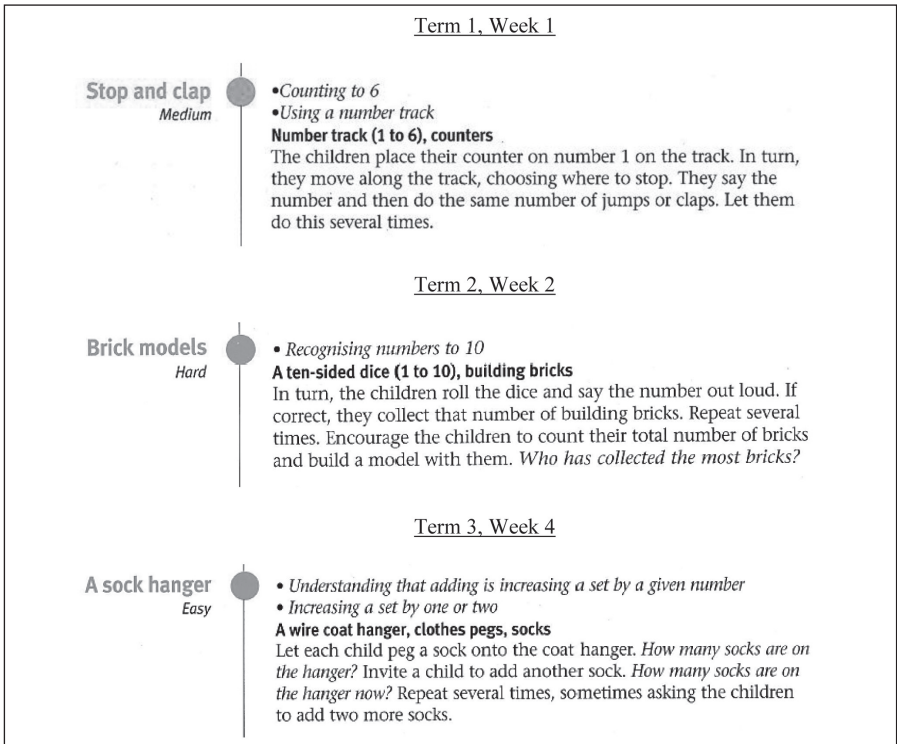 Term 1, Week 1
Stop and clap
Medium
•Counting to 6
•Using a number track
Number track (1 to 6), counters
The children place their counter on number 1 on the track. In turn,
they move along the track, choosing where to stop. They say the
number and then do the same number of jumps or claps. Let them
do this several times.
Term 2, Week 2
Brick models
Hard
• Recognising numbers to 10
A ten-sided dice (1 to 10), building bricks
In turn, the children roll the dice and say the number out loud. If
correct, they collect that number of building bricks. Repeat several
times. Encourage the children to count their total number of bricks
and build a model with them. Who has collected the most bricks?
Term 3, Week 4
A sock hanger
Easy
• Understanding that adding is increasing a set by a given number
• Increasing a set by one or two
A wire coat hanger, clothes pegs, socks
Let each child peg a sock onto the coat hanger. How many socks are on
the hanger? Invite a child to add another sock. How many socks are on
the hanger now? Repeat several times, sometimes asking the children
to add two more socks.